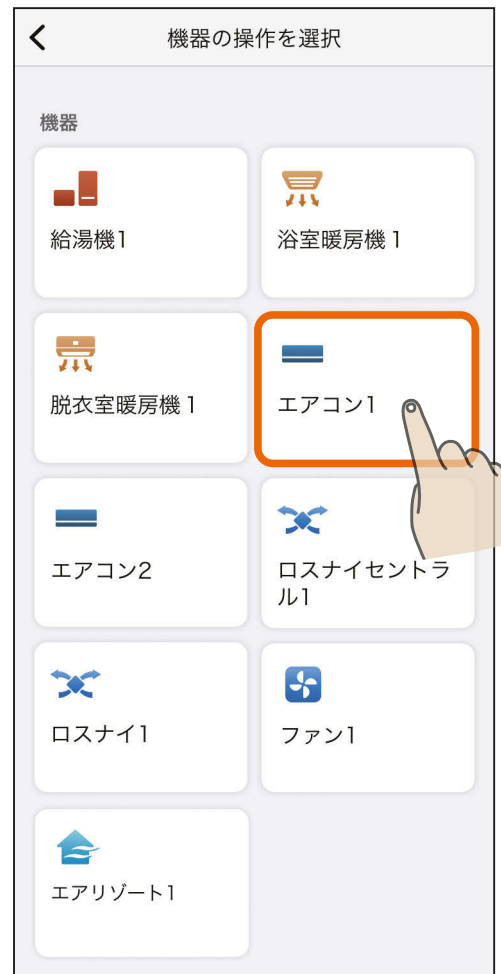 機器の操作を選択
機器
給湯機1
浴室暖房機1
脱衣室暖房機1
エアコン1
エアコン2
ロスナイセントラ
ル1
ロスナイ1
ファン1
エアリゾート1